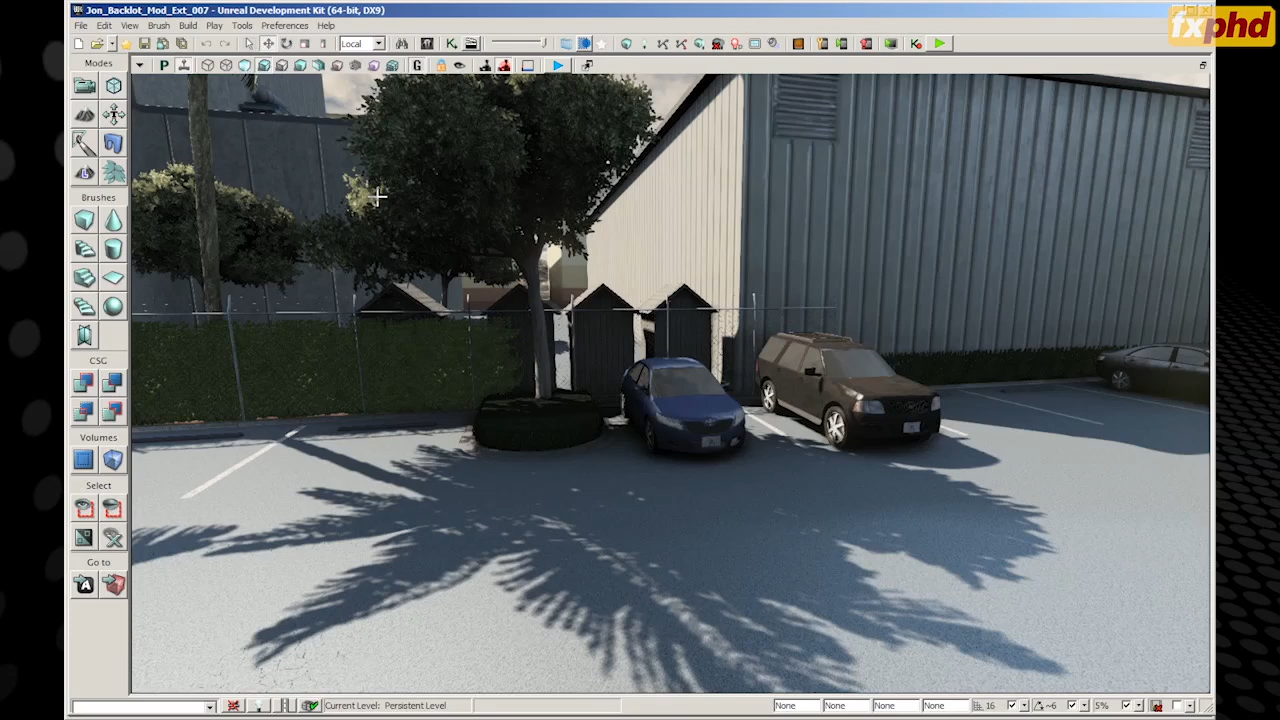 Jon_Backlot_Mod_Ext_007 - Unreal Development Kit (64-bit, DX9)
fxphd
File Edit View Brush Build Play Tools Preferences Help
Local
Modes
P
G
Brushes
CSG
Volumes
Select
Go to
Current Level: Persistent Level
None None None None 16 ~6 5%